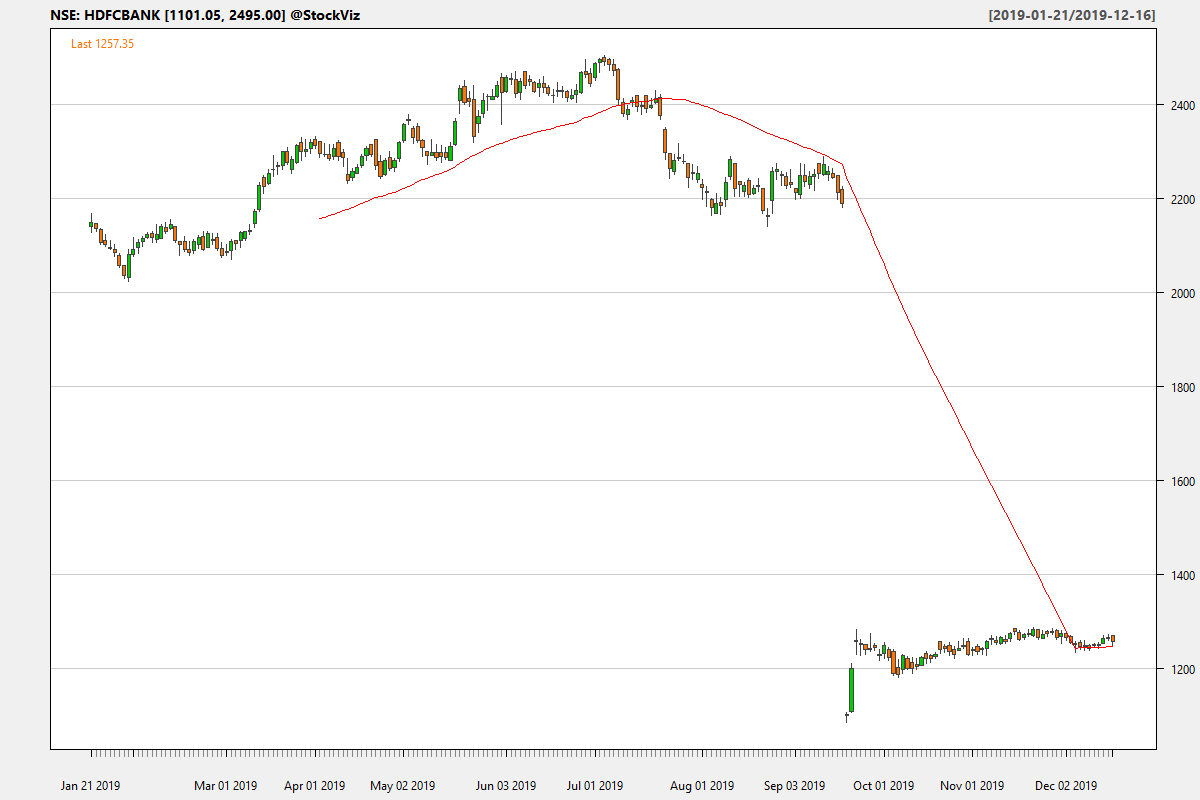 NSE: HDFCBANK [1101.05, 2495.00] @StockViz
[2019-01-21/2019-12-16]
Last 1257.35
2400
2200
2000
1800
1600
1400
1200
Jan 21 2019 Mar 01 2019 Apr 01 2019 May 02 2019 Jun 03 2019 Jul 01 2019 Aug 01 2019 Sep 03 2019 Oct 01 2019 Nov 01 2019 Dec 02 2019